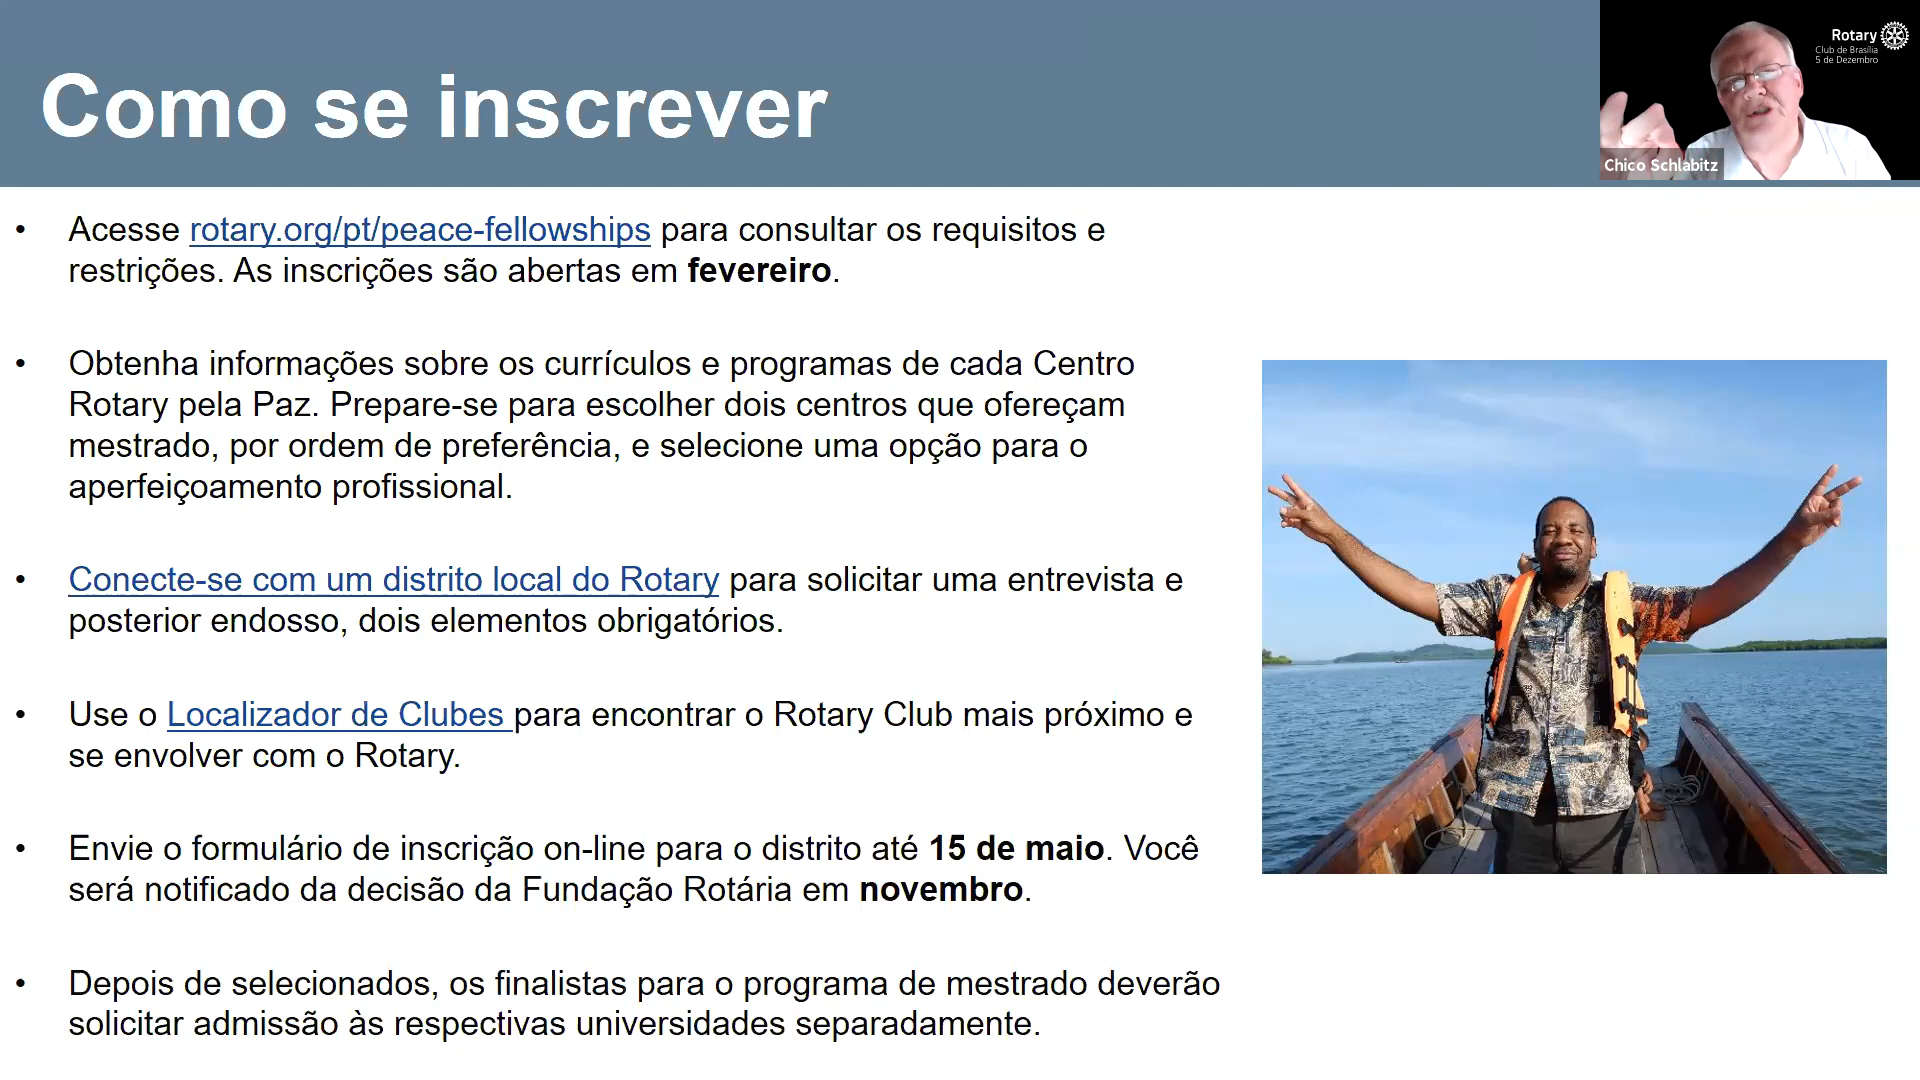 Como se inscrever
Rotary
Club de Brasília
5 de Dezembro
Chico Schlabitz
• Acesse rotary.org/pt/peace-fellowships para consultar os requisitos e
restrições. As inscrições são abertas em fevereiro.
• Obtenha informações sobre os currículos e programas de cada Centro
Rotary pela Paz. Prepare-se para escolher dois centros que ofereçam
mestrado, por ordem de preferência, e selecione uma opção para o
aperfeiçoamento profissional.
• Conecte-se com um distrito local do Rotary para solicitar uma entrevista e
posterior endosso, dois elementos obrigatórios.
• Use o Localizador de Clubes para encontrar o Rotary Club mais próximo e
se envolver com o Rotary.
• Envie o formulário de inscrição on-line para o distrito até 15 de maio. Você
será notificado da decisão da Fundação Rotária em novembro.
• Depois de selecionados, os finalistas para o programa de mestrado deverão
solicitar admissão às respectivas universidades separadamente.